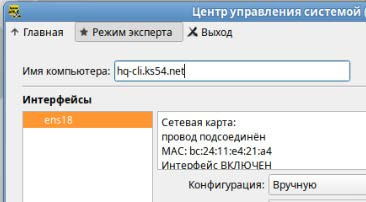 Центр управления системой (
Главная Режим эксперта Выход
Имя компьютера: hq-cli.ks54.net
Интерфейсы
ens18
Сетевая карта:
провод подсоединён
MAC: bc:24:11:e4:21:a4
Интерфейс ВКЛЮЧЕН
Конфигурация: Вручную